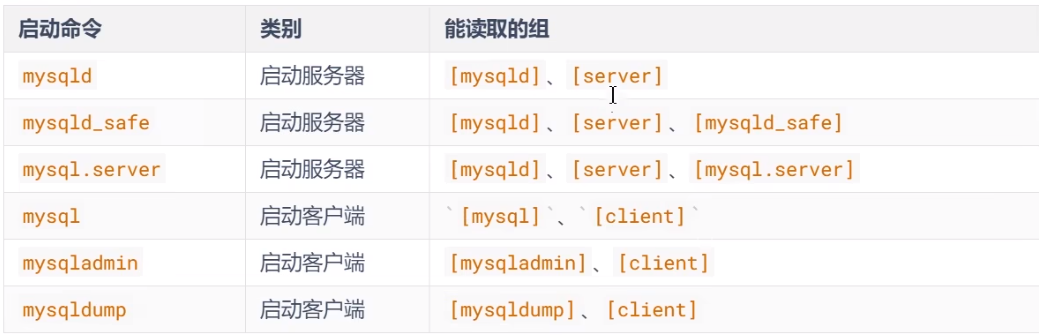 启动命令 类别 能读取的组
mysqld 启动服务器 [mysqld]、[server]
mysqld_safe 启动服务器 [mysqld]、[server]、[mysqld_safe]
mysql.server 启动服务器 [mysqld]、[server]、[mysql.server]
mysql 启动客户端 `[mysql]`、`[client]`
mysqladmin 启动客户端 [mysqladmin]、[client]
mysqldump 启动客户端 [mysqldump]、[client]